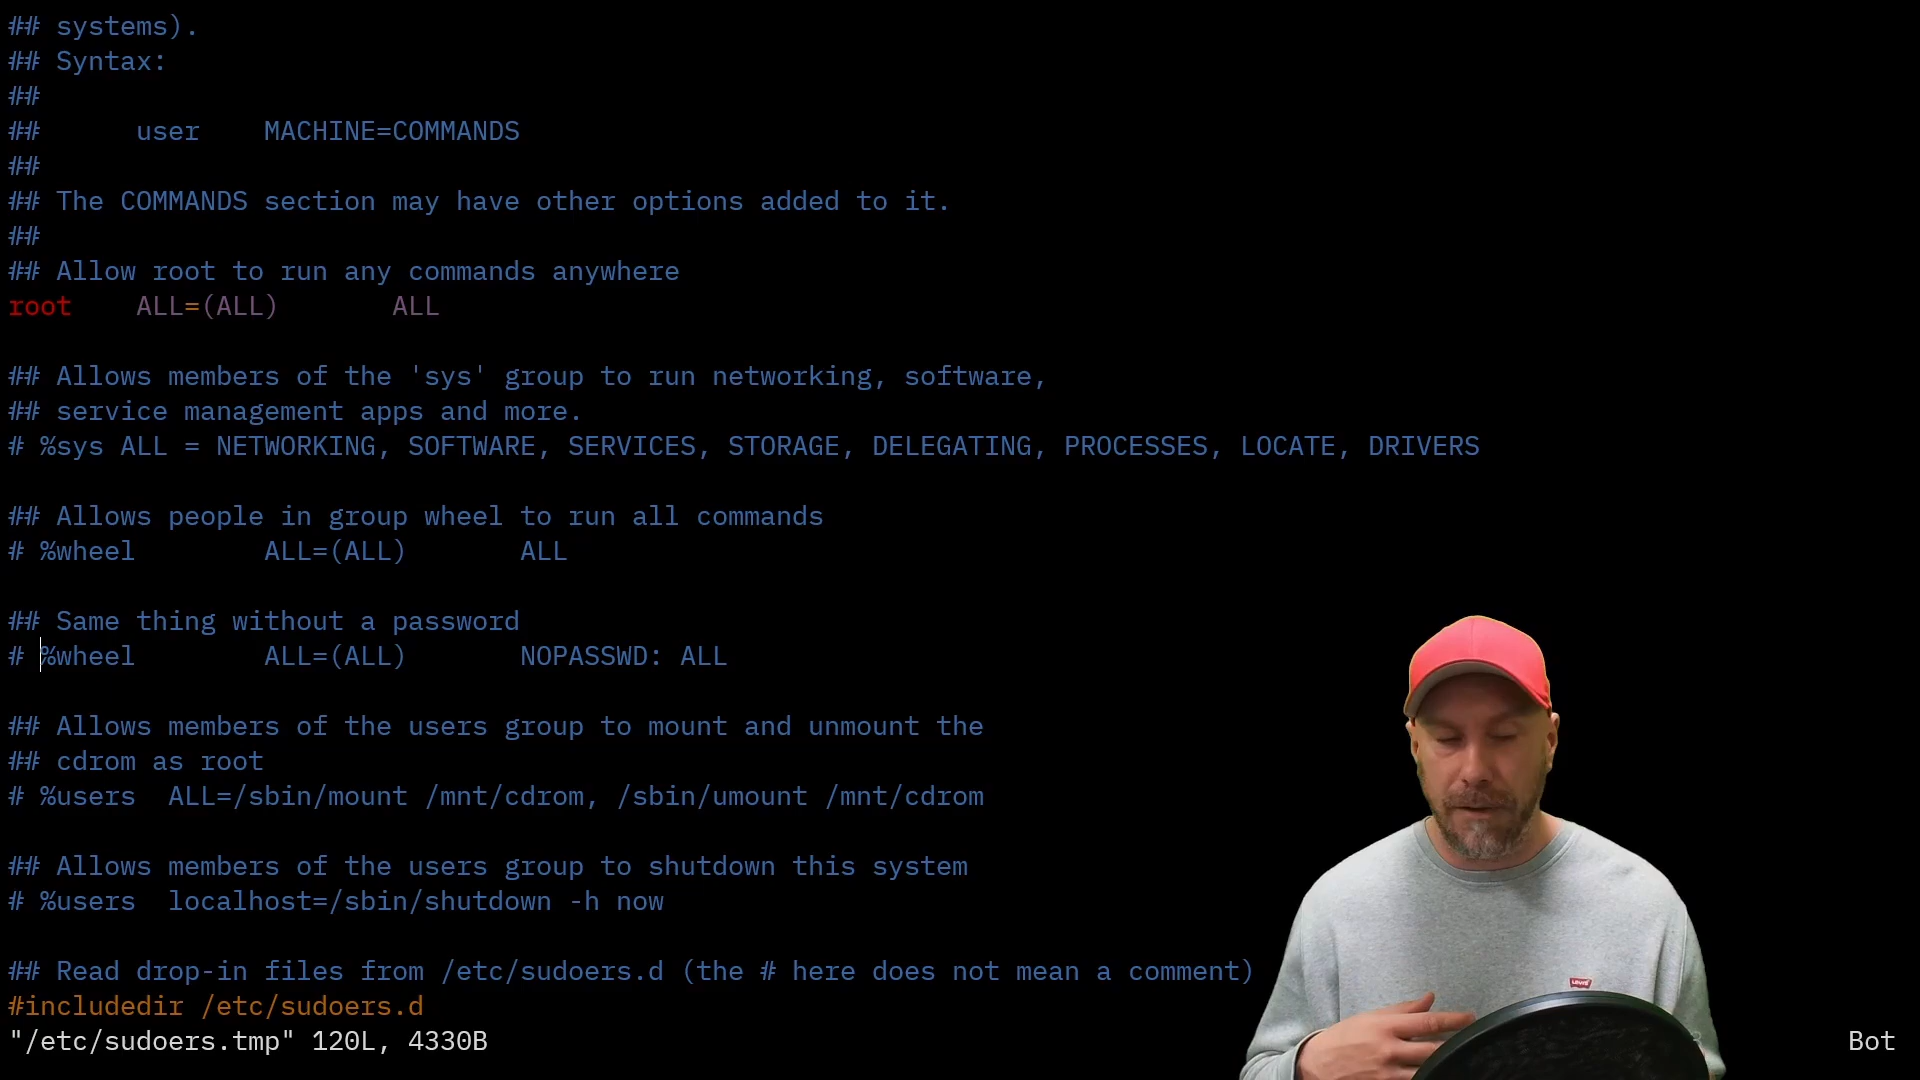 ## systems).
## Syntax:
##
##      user    MACHINE=COMMANDS
##
## The COMMANDS section may have other options added to it.
##
## Allow root to run any commands anywhere
root    ALL=(ALL)       ALL
## Allows members of the 'sys' group to run networking, software,
## service management apps and more.
# %sys ALL = NETWORKING, SOFTWARE, SERVICES, STORAGE, DELEGATING, PROCESSES, LOCATE, DRIVERS
## Allows people in group wheel to run all commands
# %wheel        ALL=(ALL)       ALL
## Same thing without a password
# %wheel        ALL=(ALL)       NOPASSWD: ALL
## Allows members of the users group to mount and unmount the
## cdrom as root
# %users  ALL=/sbin/mount /mnt/cdrom, /sbin/umount /mnt/cdrom
## Allows members of the users group to shutdown this system
# %users  localhost=/sbin/shutdown -h now
## Read drop-in files from /etc/sudoers.d (the # here does not mean a comment)
#includedir /etc/sudoers.d
"/etc/sudoers.tmp" 120L, 4330B
Bot
Levi's